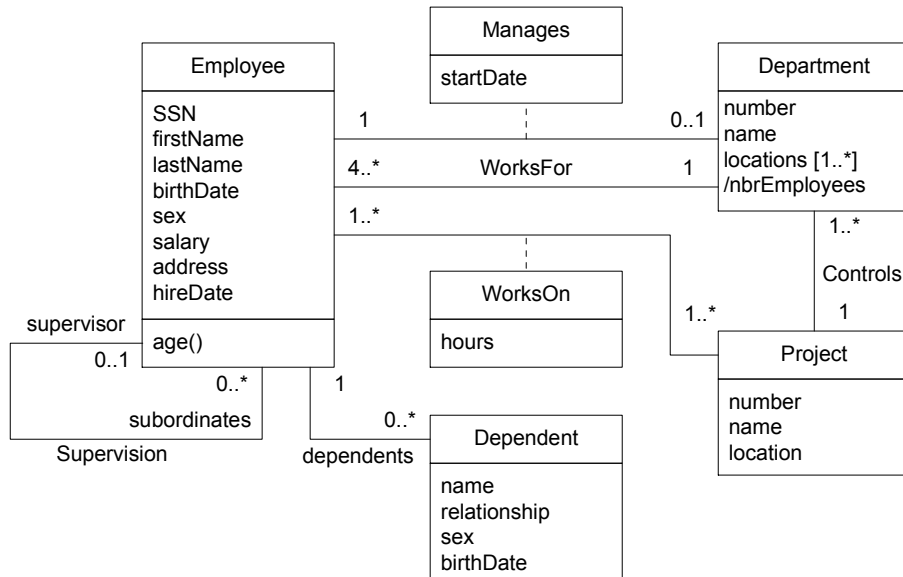 Manages
startDate
Employee
SSN
firstName
lastName
birthDate
sex
salary
address
hireDate
age()
Department
number
name
locations [1..*]
/nbrEmployees
1
0..1
4..*
WorksFor
1
1..*
1..*
WorksOn
hours
1..*
Controls
1
Project
number
name
location
supervisor
0..1
0..*
subordinates
Supervision
1
0..*
dependents
Dependent
name
relationship
sex
birthDate